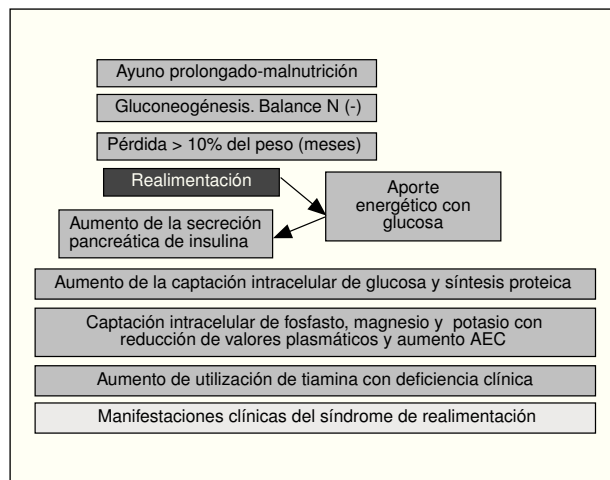 Ayuno prolongado-malnutrición
Gluconeogénesis. Balance N (-)
Pérdida > 10% del peso (meses)
Realimentación
Aporte
energético con
glucosa
Aumento de la secreción
pancreática de insulina
Aumento de la captación intracelular de glucosa y síntesis proteica
Captación intracelular de fosfasto, magnesio y potasio con
reducción de valores plasmáticos y aumento AEC
Aumento de utilización de tiamina con deficiencia clínica
Manifestaciones clínicas del síndrome de realimentación